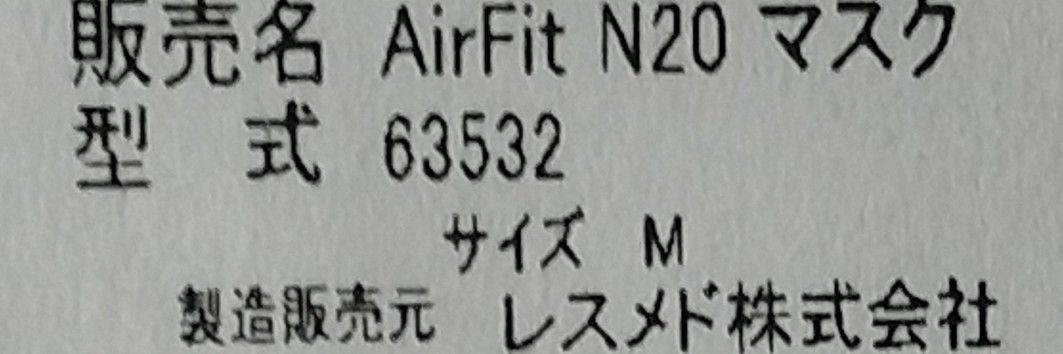 販売名 AirFit N20 マスク
型 式 63532
サイズ M
製造販売元 レスメド株式会社